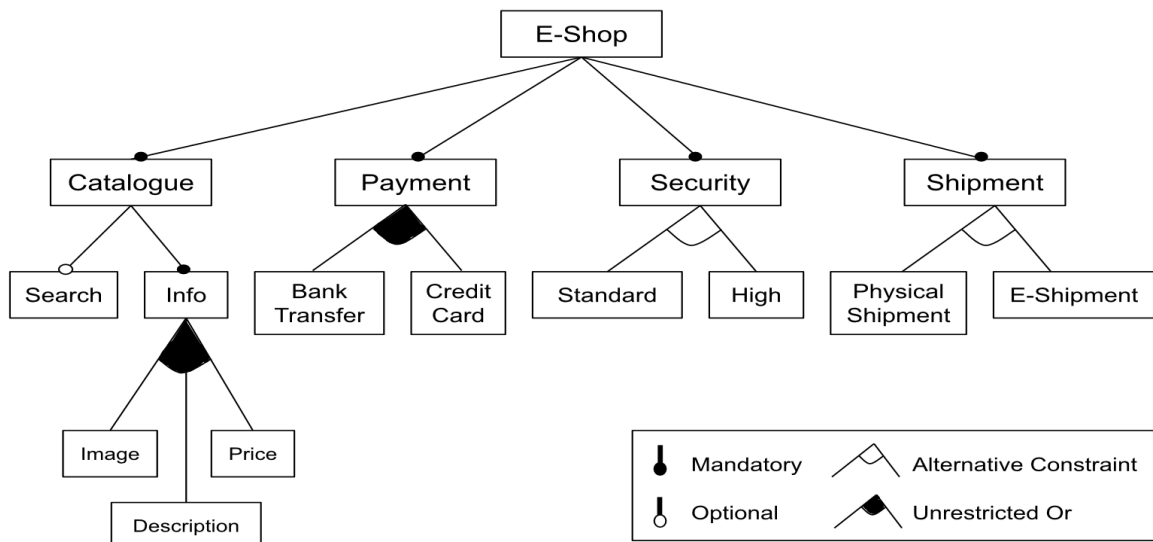 E-Shop
Catalogue
Payment
Security
Shipment
Search
Info
Bank
Transfer
Credit
Card
Standard
High
Physical
Shipment
E-Shipment
Image
Price
Description
Mandatory
Alternative Constraint
Optional
Unrestricted Or